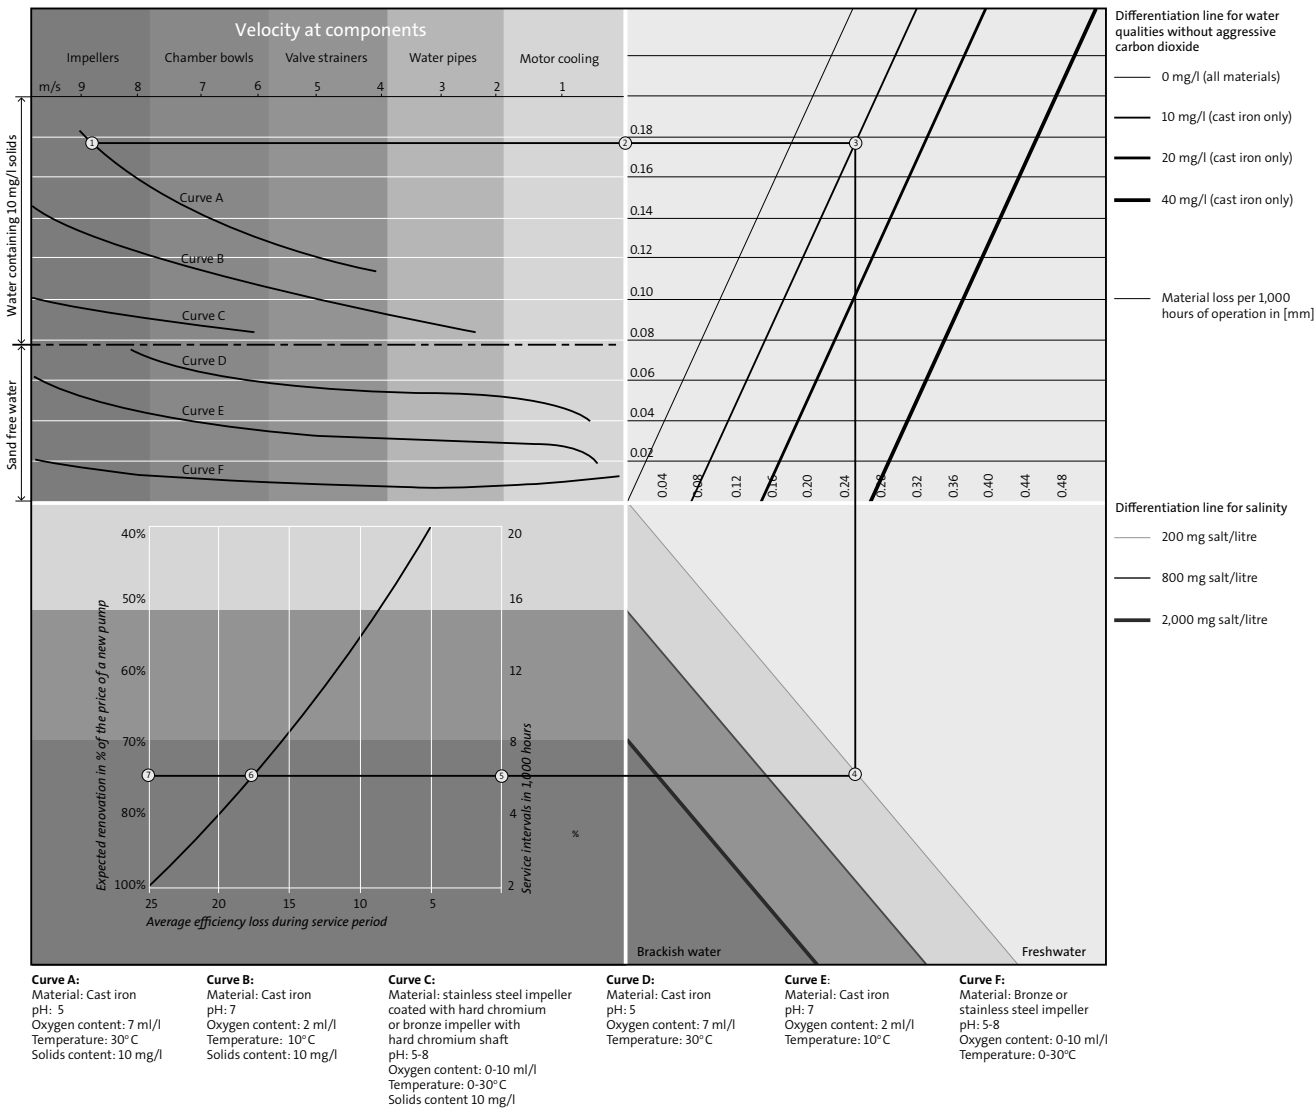 Velocity at components
Impellers
Chamber bowls
Valve strainers
Water pipes
Motor cooling
m/s 9 8 7 6 5 4 3 2 1
Water containing 10 mg/l solids
Sand free water
1
2
3
Curve A
Curve B
Curve C
Curve D
Curve E
Curve F
0.18
0.16
0.14
0.12
0.10
0.08
0.06
0.04
0.02
0.04 0.08 0.12 0.16 0.20 0.24 0.28 0.32 0.36 0.40 0.44 0.48
Differentiation line for water
qualities without aggressive
carbon dioxide
0 mg/l (all materials)
10 mg/l (cast iron only)
20 mg/l (cast iron only)
40 mg/l (cast iron only)
Material loss per 1,000
hours of operation in [mm]
Differentiation line for salinity
200 mg salt/litre
800 mg salt/litre
2,000 mg salt/litre
Expected renovation in % of the price of a new pump
40%
50%
60%
70%
80%
100%
20
16
12
8
4
2
Service intervals in 1,000 hours
7
6
5
4
%
25 20 15 10 5
Average efficiency loss during service period
Brackish water
Freshwater
Curve A:
Material: Cast iron
pH: 5
Oxygen content: 7 ml/l
Temperature: 30°C
Solids content: 10 mg/l
Curve B:
Material: Cast iron
pH: 7
Oxygen content: 2 ml/l
Temperature: 10°C
Solids content: 10 mg/l
Curve C:
Material: stainless steel impeller
coated with hard chromium
or bronze impeller with
hard chromium shaft
pH: 5-8
Oxygen content: 0-10 ml/l
Temperature: 0-30°C
Solids content 10 mg/l
Curve D:
Material: Cast iron
pH: 5
Oxygen content: 7 ml/l
Temperature: 30°C
Curve E:
Material: Cast iron
pH: 7
Oxygen content: 2 ml/l
Temperature: 10°C
Curve F:
Material: Bronze or
stainless steel impeller
pH: 5-8
Oxygen content: 0-10 ml/l
Temperature: 0-30°C